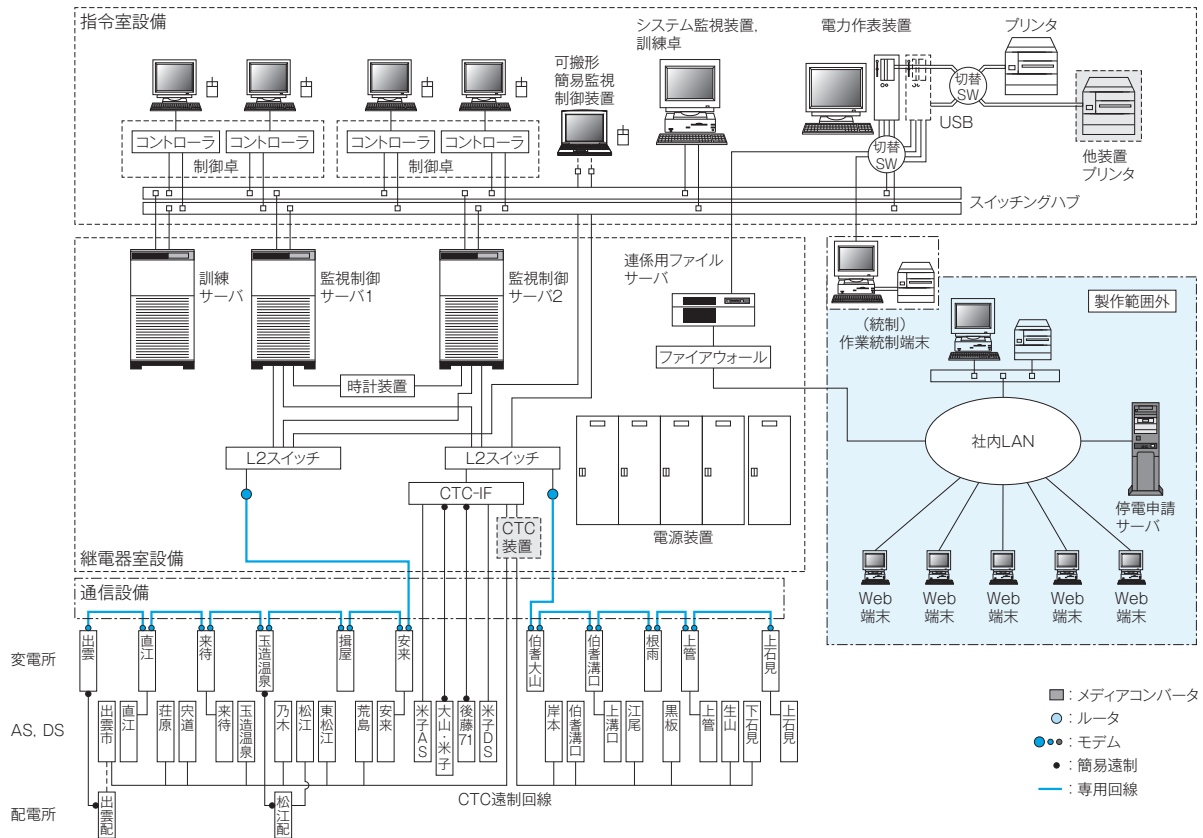 指令室設備
システム監視装置,
訓練卓
電力作表装置
プリンタ
可搬形
簡易監視
制御装置
切替
SW
USB
コントローラ
コントローラ
制御卓
コントローラ
コントローラ
制御卓
切替
SW
他装置
プリンタ
スイッチングハブ
訓練
サーバ
監視制御
サーバ1
監視制御
サーバ2
連係用ファイル
サーバ
ファイアウォール
時計装置
(統制)
作業統制端末
製作範囲外
L2スイッチ
L2スイッチ
CTC-IF
CTC
装置
電源装置
社内LAN
停電申請
サーバ
継電器室設備
Web
端末
Web
端末
Web
端末
Web
端末
Web
端末
通信設備
変電所
出雲
直江
来待
玉造温泉
揖屋
安来
伯耆大山
伯耆溝口
根雨
上菅
上石見
AS, DS
出雲市
直江
荘原
宍道
来待
玉造温泉
乃木
松江
東松江
荒島
安来
米子AS
大山・米子
後藤71
米子DS
岸本
伯耆溝口
上溝口
江尾
黒板
上菅
生山
下石見
上石見
CTC遠制回線
配電所
出雲配
松江配
:メディアコンバータ
:ルータ
:モデム
:簡易遠制
:専用回線